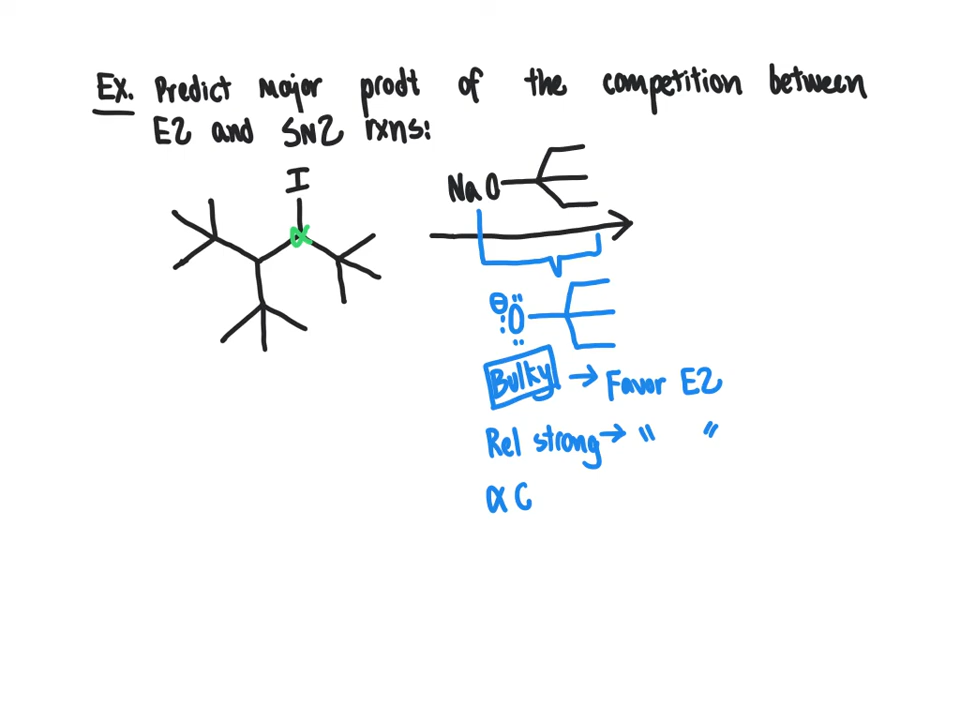 Ex. Predict Major prodt of the competition between
E2 and SN2 rxns:
I
NaO
α
⊖
:Ö
Bulky → Favor E2
Rel strong → " "
α C